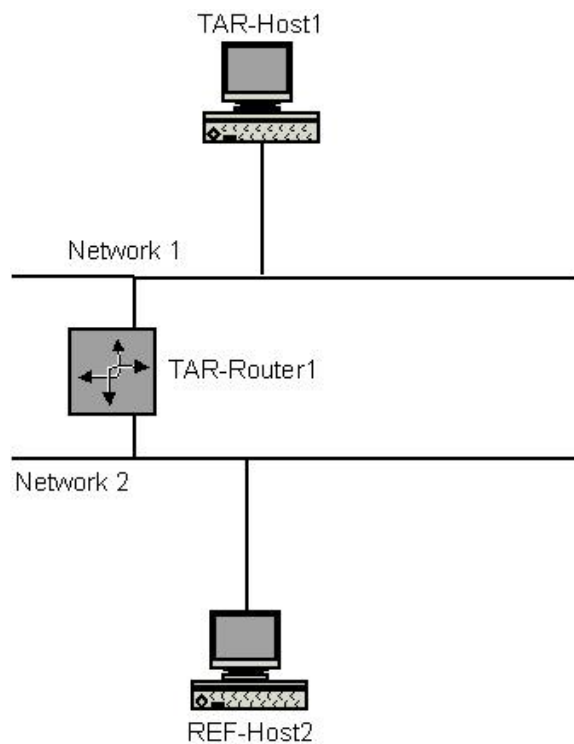 TAR-Host1
Network 1
TAR-Router1
Network 2
REF-Host2